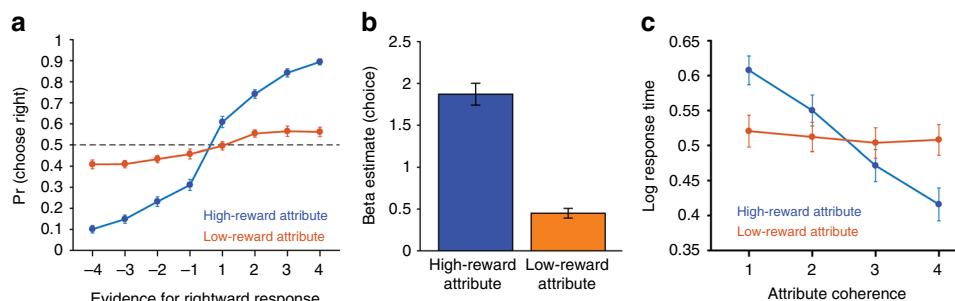 a
Pr (choose right)
1
0.9
0.8
0.7
0.6
0.5
0.4
0.3
0.2
0.1
0
High-reward attribute
Low-reward attribute
–4 –3 –2 –1 1 2 3 4
Evidence for rightward response
b
Beta estimate (choice)
2.5
2
1.5
1
0.5
0
High-reward attribute
Low-reward attribute
c
Log response time
0.65
0.6
0.55
0.5
0.45
0.4
0.35
High-reward attribute
Low-reward attribute
1 2 3 4
Attribute coherence